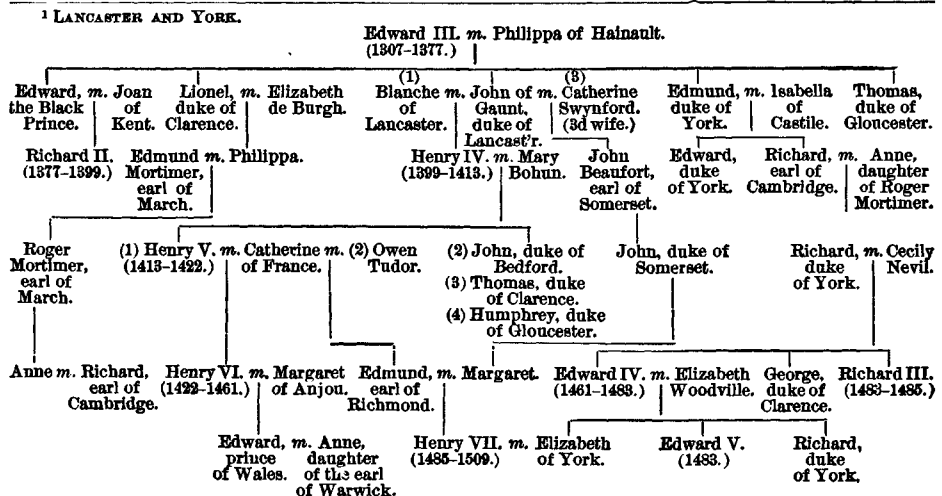 ¹ LANCASTER AND YORK.
Edward III. m. Philippa of Hainault.
(1307-1377.)
(1) (3)
Edward, m. Joan Lionel, m. Elizabeth Blanche m. John of m. Catherine Edmund, m. Isabella Thomas,
the Black of duke of de Burgh. of Gaunt, Swynford. duke of of duke of
Prince. Kent. Clarence. Lancaster. duke of (3d wife.) York. Castile. Gloucester.
Lancast'r.
Richard II. Edmund m. Philippa. Henry IV. m. Mary John Edward, Richard, m. Anne,
(1377-1399.) Mortimer, (1399-1413.) Bohun. Beaufort, duke earl of daughter
earl of earl of of York. Cambridge. of Roger
March. Somerset. Mortimer.
Roger (1) Henry V. m. Catherine m. (2) Owen (2) John, duke of John, duke of Richard, m. Cecily
Mortimer, (1413-1422.) of France. Tudor. Bedford. Somerset. duke Nevil.
earl of (3) Thomas, duke of York.
March. of Clarence.
(4) Humphrey, duke
of Gloucester.
Anne m. Richard, Henry VI. m. Margaret Edmund, m. Margaret. Edward IV. m. Elizabeth George, Richard III.
earl of (1422-1461.) of Anjou. earl of (1461-1483.) Woodville. duke of (1483-1485.)
Cambridge. Richmond. Clarence.
Edward, m. Anne, Henry VII. m. Elizabeth Edward V. Richard,
prince daughter (1485-1509.) of York. (1483.) duke
of Wales. of the earl of York.
of Warwick.